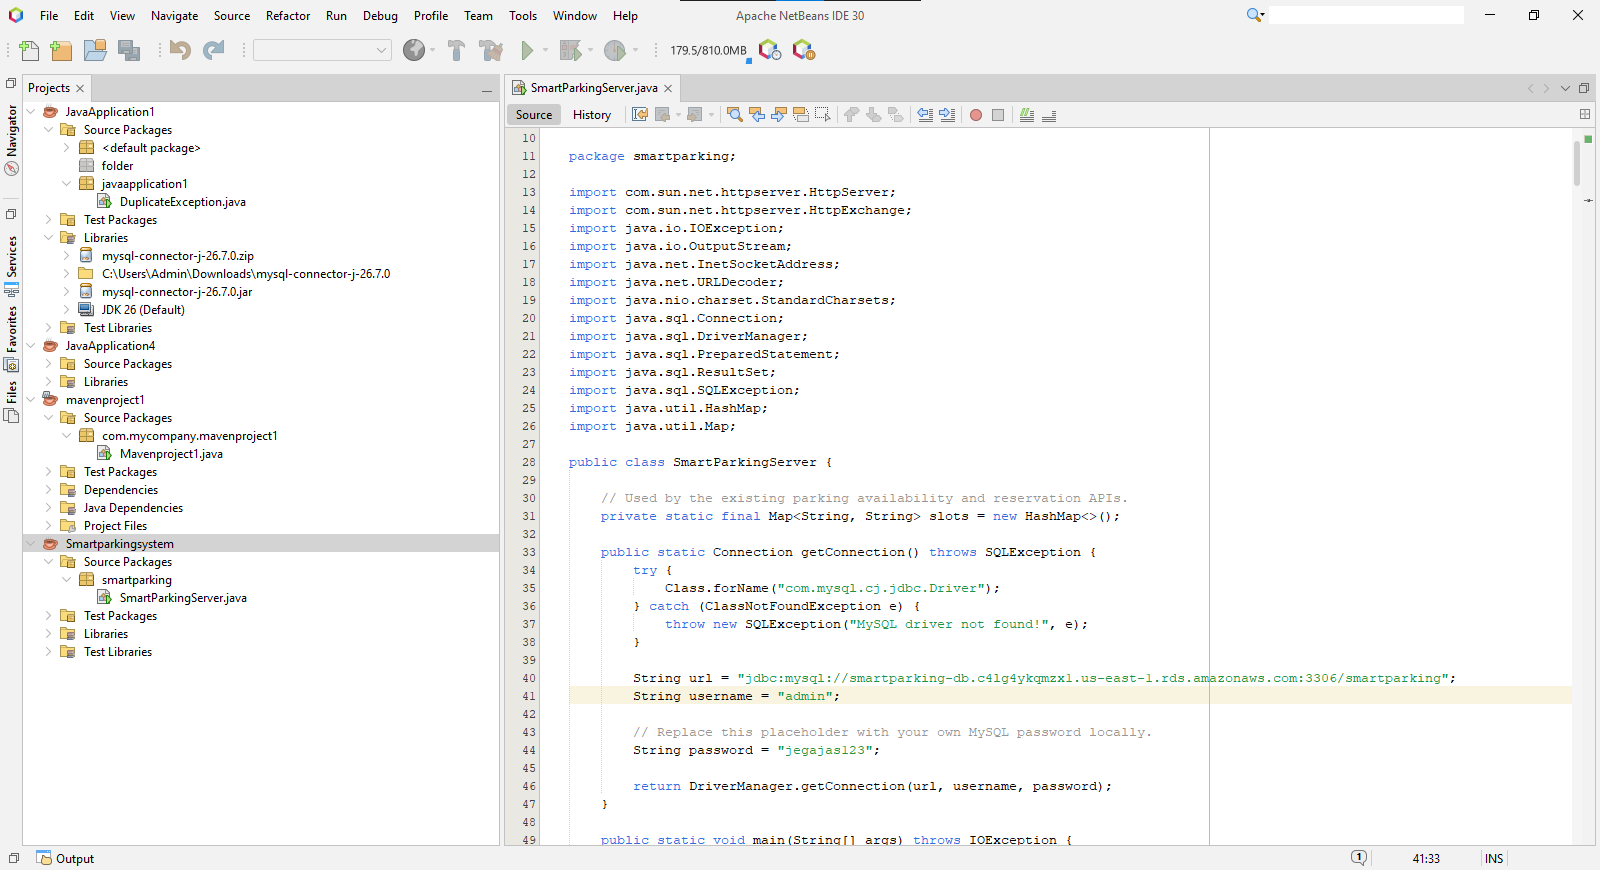 File Edit View Navigate Source Refactor Run Debug Profile Team Tools Window Help
Apache NetBeans IDE 30
179.5/810.0MB
Projects
Navigator
Services
Favorites
Files
JavaApplication1
Source Packages
<default package>
folder
javaapplication1
DuplicateException.java
Test Packages
Libraries
mysql-connector-j-26.7.0.zip
C:\Users\Admin\Downloads\mysql-connector-j-26.7.0
mysql-connector-j-26.7.0.jar
JDK 26 (Default)
Test Libraries
JavaApplication4
Source Packages
Libraries
mavenproject1
Source Packages
com.mycompany.mavenproject1
Mavenproject1.java
Test Packages
Dependencies
Java Dependencies
Project Files
Smartparkingsystem
Source Packages
smartparking
SmartParkingServer.java
Test Packages
Libraries
Test Libraries
SmartParkingServer.java
Source History
10
11 package smartparking;
12
13 import com.sun.net.httpserver.HttpServer;
14 import com.sun.net.httpserver.HttpExchange;
15 import java.io.IOException;
16 import java.io.OutputStream;
17 import java.net.InetSocketAddress;
18 import java.net.URLDecoder;
19 import java.nio.charset.StandardCharsets;
20 import java.sql.Connection;
21 import java.sql.DriverManager;
22 import java.sql.PreparedStatement;
23 import java.sql.ResultSet;
24 import java.sql.SQLException;
25 import java.util.HashMap;
26 import java.util.Map;
27
28 public class SmartParkingServer {
29
30 // Used by the existing parking availability and reservation APIs.
31 private static final Map<String, String> slots = new HashMap<>();
32
33 public static Connection getConnection() throws SQLException {
34 try {
35 Class.forName("com.mysql.cj.jdbc.Driver");
36 } catch (ClassNotFoundException e) {
37 throw new SQLException("MySQL driver not found!", e);
38 }
39
40 String url = "jdbc:mysql://smartparking-db.c4lg4ykqmzxl.us-east-1.rds.amazonaws.com:3306/smartparking";
41 String username = "admin";
42
43 // Replace this placeholder with your own MySQL password locally.
44 String password = "jegajas123";
45
46 return DriverManager.getConnection(url, username, password);
47 }
48
49 public static void main(String[] args) throws IOException {
Output
1
41:33
INS